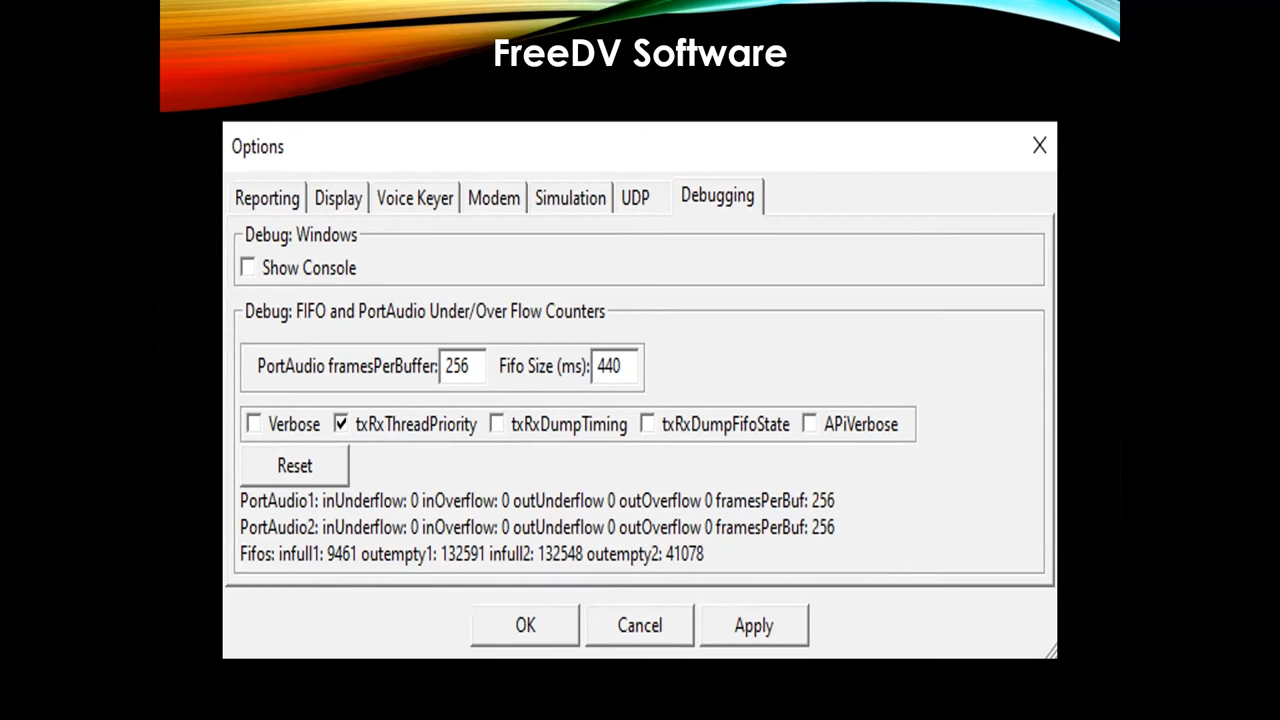 FreeDV Software
Options X
Reporting Display Voice Keyer Modem Simulation UDP Debugging
Debug: Windows
Show Console
Debug: FIFO and PortAudio Under/Over Flow Counters
PortAudio framesPerBuffer: 256 Fifo Size (ms): 440
Verbose txRxThreadPriority txRxDumpTiming txRxDumpFifoState APiVerbose
Reset
PortAudio1: inUnderflow: 0 inOverflow: 0 outUnderflow 0 outOverflow 0 framesPerBuf: 256
PortAudio2: inUnderflow: 0 inOverflow: 0 outUnderflow 0 outOverflow 0 framesPerBuf: 256
Fifos: infull1: 9461 outempty1: 132591 infull2: 132548 outempty2: 41078
OK Cancel Apply